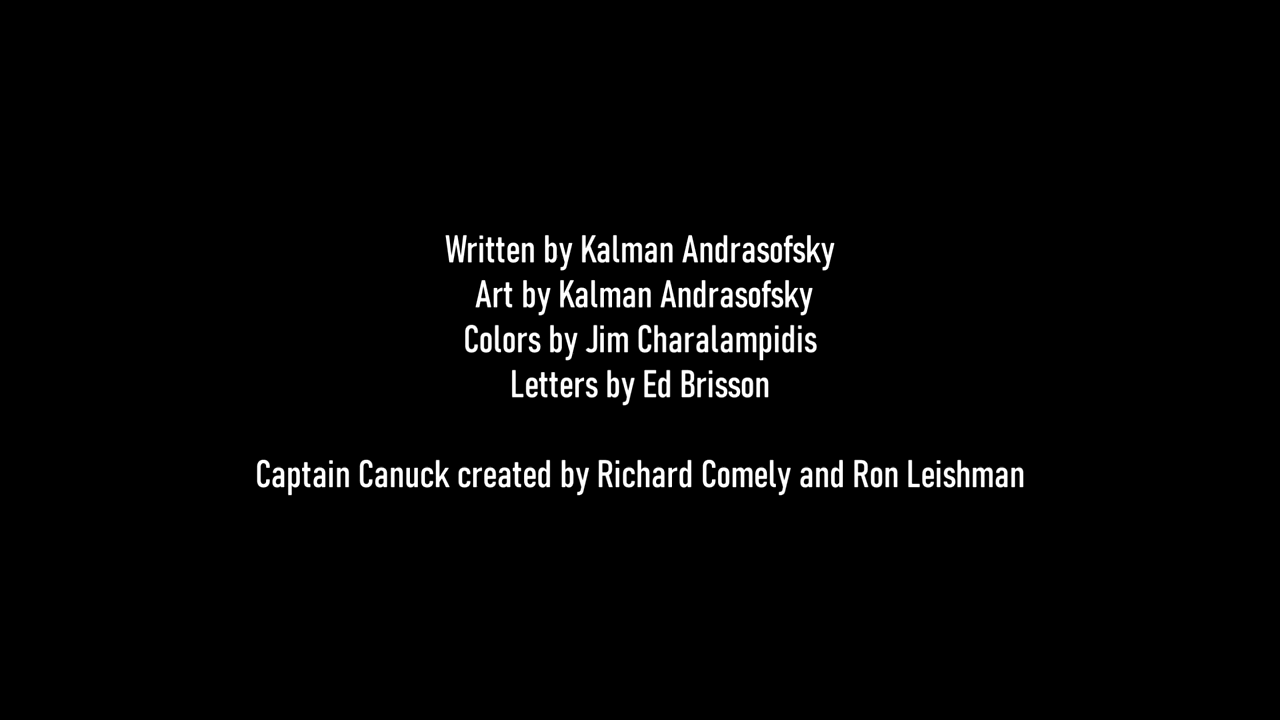 Written by Kalman Andrasofsky
Art by Kalman Andrasofsky
Colors by Jim Charalampidis
Letters by Ed Brisson
Captain Canuck created by Richard Comely and Ron Leishman